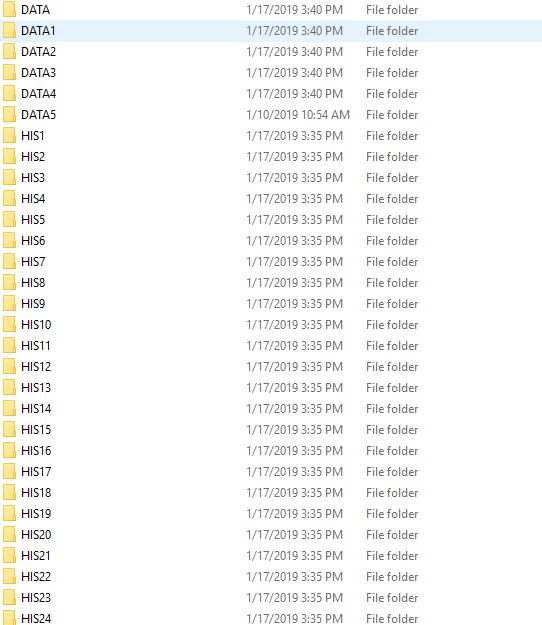 DATA 1/17/2019 3:40 PM File folder
DATA1 1/17/2019 3:40 PM File folder
DATA2 1/17/2019 3:40 PM File folder
DATA3 1/17/2019 3:40 PM File folder
DATA4 1/17/2019 3:40 PM File folder
DATA5 1/10/2019 10:54 AM File folder
HIS1 1/17/2019 3:35 PM File folder
HIS2 1/17/2019 3:35 PM File folder
HIS3 1/17/2019 3:35 PM File folder
HIS4 1/17/2019 3:35 PM File folder
HIS5 1/17/2019 3:35 PM File folder
HIS6 1/17/2019 3:35 PM File folder
HIS7 1/17/2019 3:35 PM File folder
HIS8 1/17/2019 3:35 PM File folder
HIS9 1/17/2019 3:35 PM File folder
HIS10 1/17/2019 3:35 PM File folder
HIS11 1/17/2019 3:35 PM File folder
HIS12 1/17/2019 3:35 PM File folder
HIS13 1/17/2019 3:35 PM File folder
HIS14 1/17/2019 3:35 PM File folder
HIS15 1/17/2019 3:35 PM File folder
HIS16 1/17/2019 3:35 PM File folder
HIS17 1/17/2019 3:35 PM File folder
HIS18 1/17/2019 3:35 PM File folder
HIS19 1/17/2019 3:35 PM File folder
HIS20 1/17/2019 3:35 PM File folder
HIS21 1/17/2019 3:35 PM File folder
HIS22 1/17/2019 3:35 PM File folder
HIS23 1/17/2019 3:35 PM File folder
HIS24 1/17/2019 3:35 PM File folder